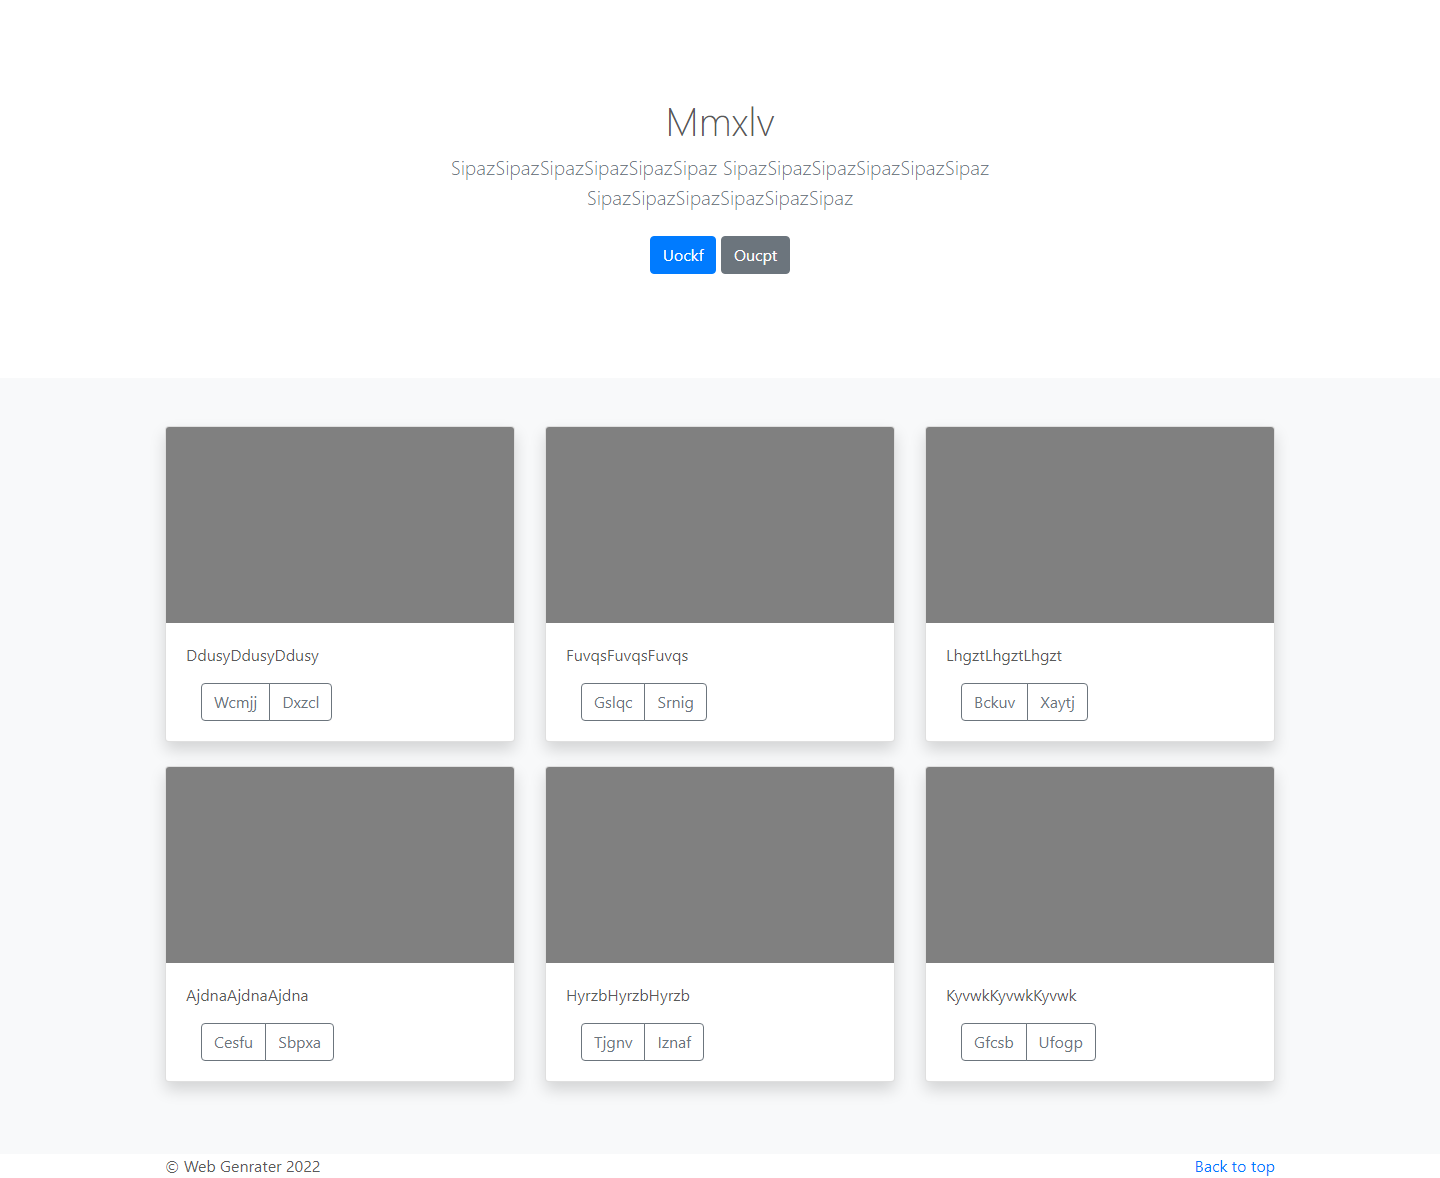 Mmxlv
SipazSipazSipazSipazSipazSipaz SipazSipazSipazSipazSipazSipaz
SipazSipazSipazSipazSipazSipaz
Uockf Oucpt
DdusyDdusyDdusy
Wcmjj Dxzcl
FuvqsFuvqsFuvqs
Gslqc Srnig
LhgztLhgztLhgzt
Bckuv Xaytj
AjdnaAjdnaAjdna
Cesfu Sbpxa
HyrzbHyrzbHyrzb
Tjgnv Iznaf
KyvwkKyvwkKyvwk
Gfcsb Ufogp
© Web Genrater 2022
Back to top